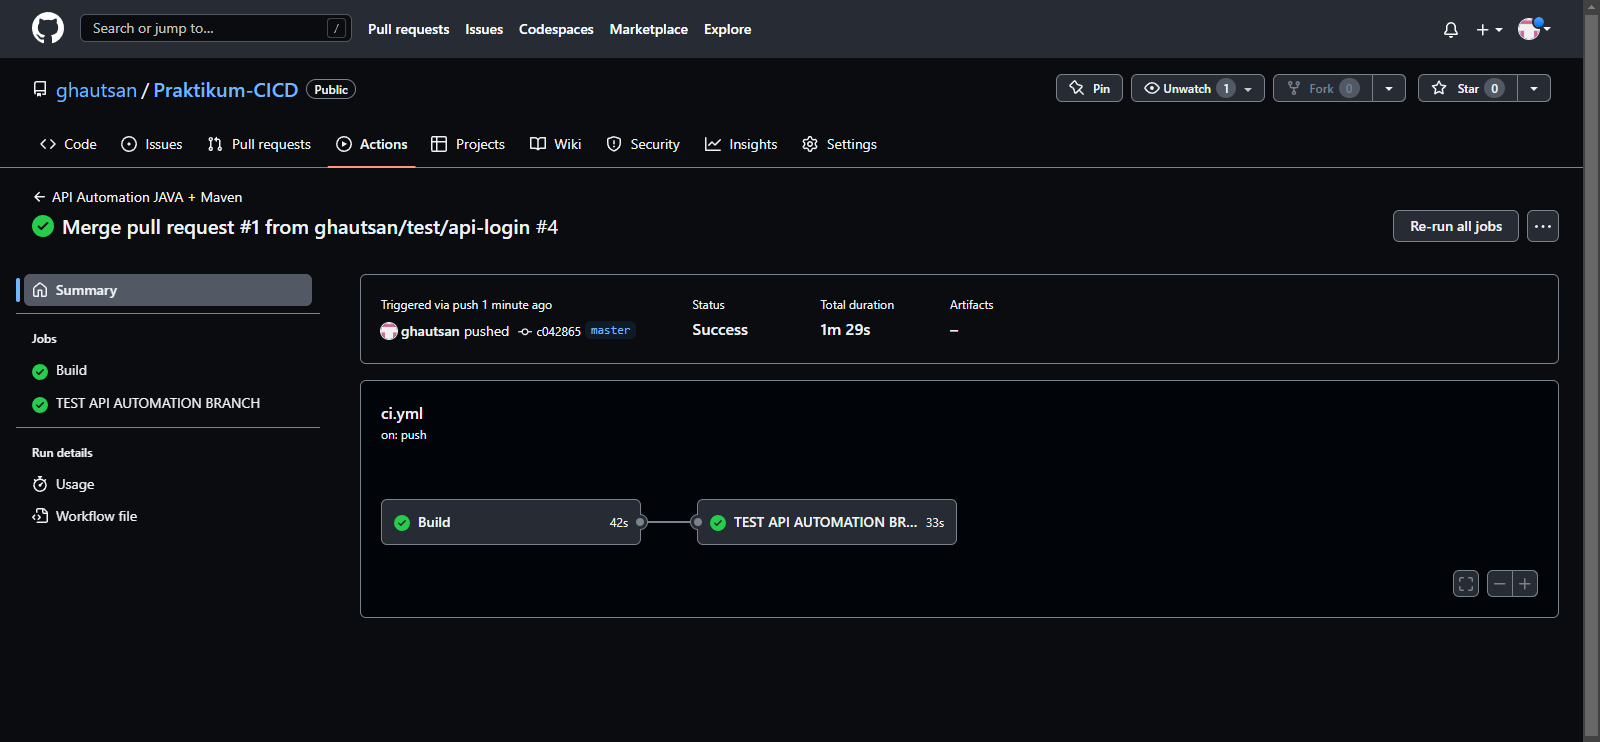 Search or jump to... / Pull requests Issues Codespaces Marketplace Explore
ghautsan / Praktikum-CICD Public Pin Unwatch 1 Fork 0 Star 0
Code Issues Pull requests Actions Projects Wiki Security Insights Settings
← API Automation JAVA + Maven
Merge pull request #1 from ghautsan/test/api-login #4
Re-run all jobs ...
Summary
Jobs
Build
TEST API AUTOMATION BRANCH
Run details
Usage
Workflow file
Triggered via push 1 minute ago
ghautsan pushed c042865 master
Status
Success
Total duration
1m 29s
Artifacts
–
ci.yml
on: push
Build 42s
TEST API AUTOMATION BR... 33s